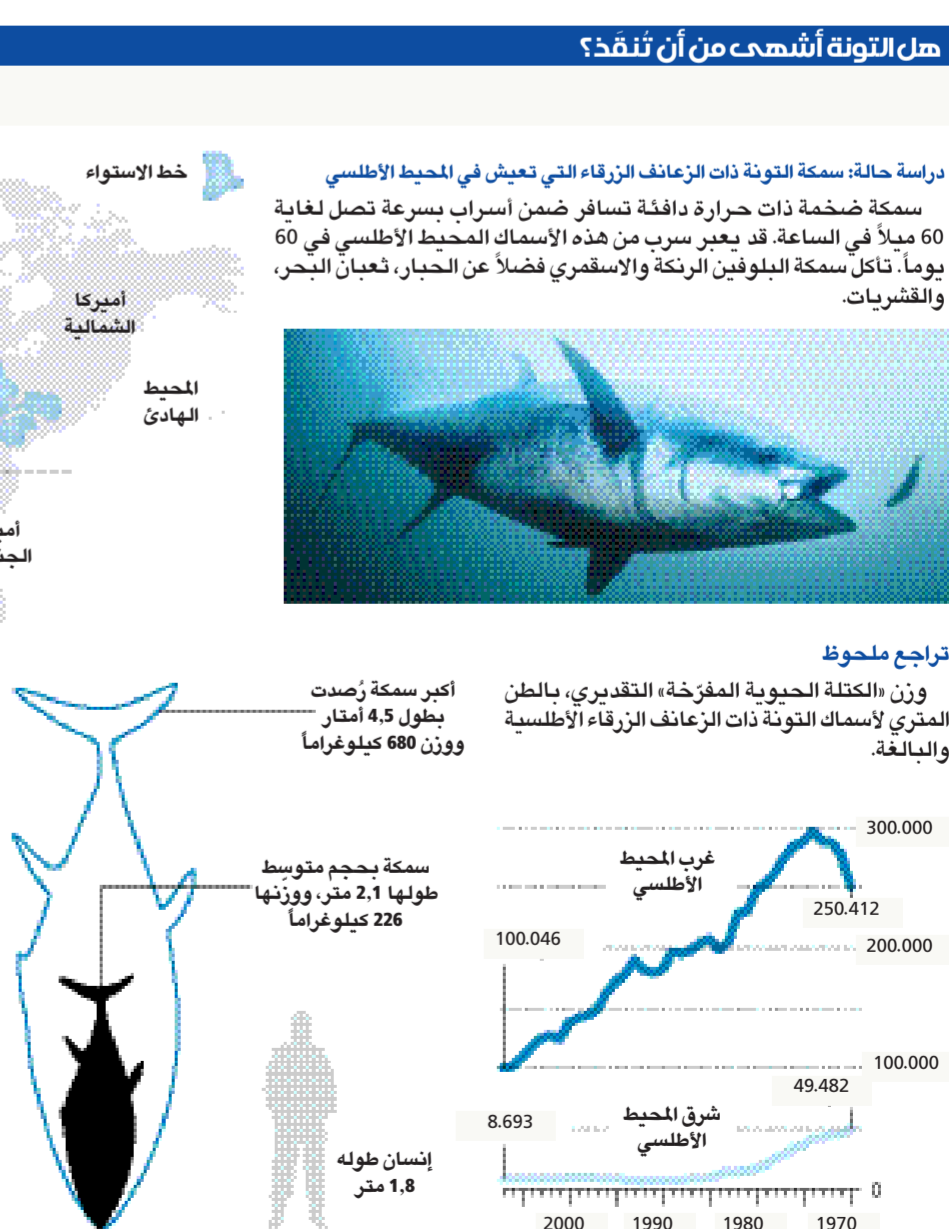 هل التونة أشهى من أن تُنقَذ؟
دراسة حالة: سمكة التونة ذات الزعانف الزرقاء التي تعيش في المحيط الأطلسي
سمكة ضخمة ذات حرارة دافئة تسافر ضمن أسراب بسرعة تصل لغاية
60 ميلاً في الساعة. قد يعبر سرب من هذه الأسماك المحيط الأطلسي في 60
يوماً. تأكل سمكة البلوفين الرنكة والاسقمري فضلاً عن الحبار، ثعبان البحر،
والقشريات.
خط الاستواء
أميركا
الشمالية
المحيط
الهادئ
تراجع ملحوظ
وزن «الكتلة الحيوية المفرّخة» التقديري، بالطن
المتري لأسماك التونة ذات الزعانف الزرقاء الأطلسية
والبالغة.
300.000
غرب المحيط
الأطلسي
250.412
100.046
200.000
100.000
49.482
شرق المحيط
الأطلسي
8.693
0
1970
1980
1990
2000
أكبر سمكة رُصدت
بطول 4,5 أمتار
ووزن 680 كيلوغراماً
سمكة بحجم متوسط
طولها 2,1 متر، ووزنها
226 كيلوغراماً
إنسان طوله
1,8 متر